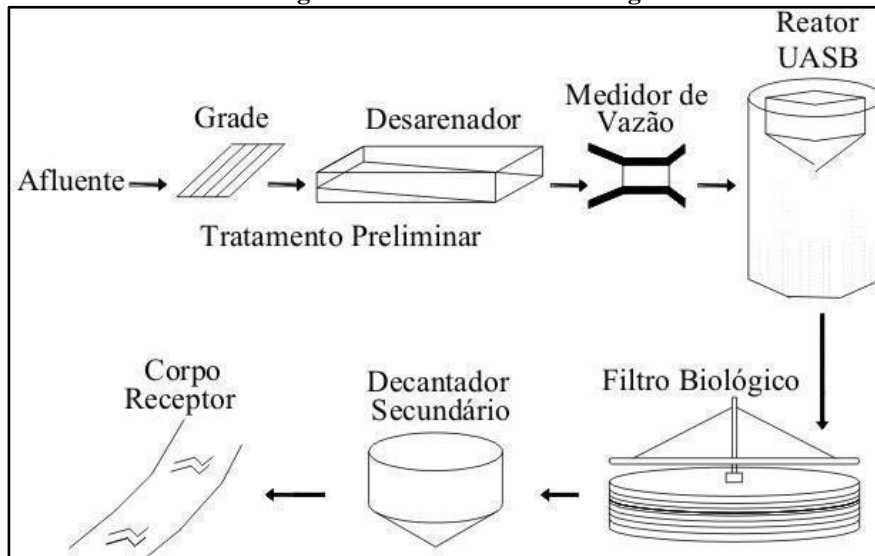 Reator
UASB
Medidor de
Vazão
Grade
Desarenador
Afluente
Tratamento Preliminar
Corpo
Receptor
Decantador
Secundário
Filtro Biológico